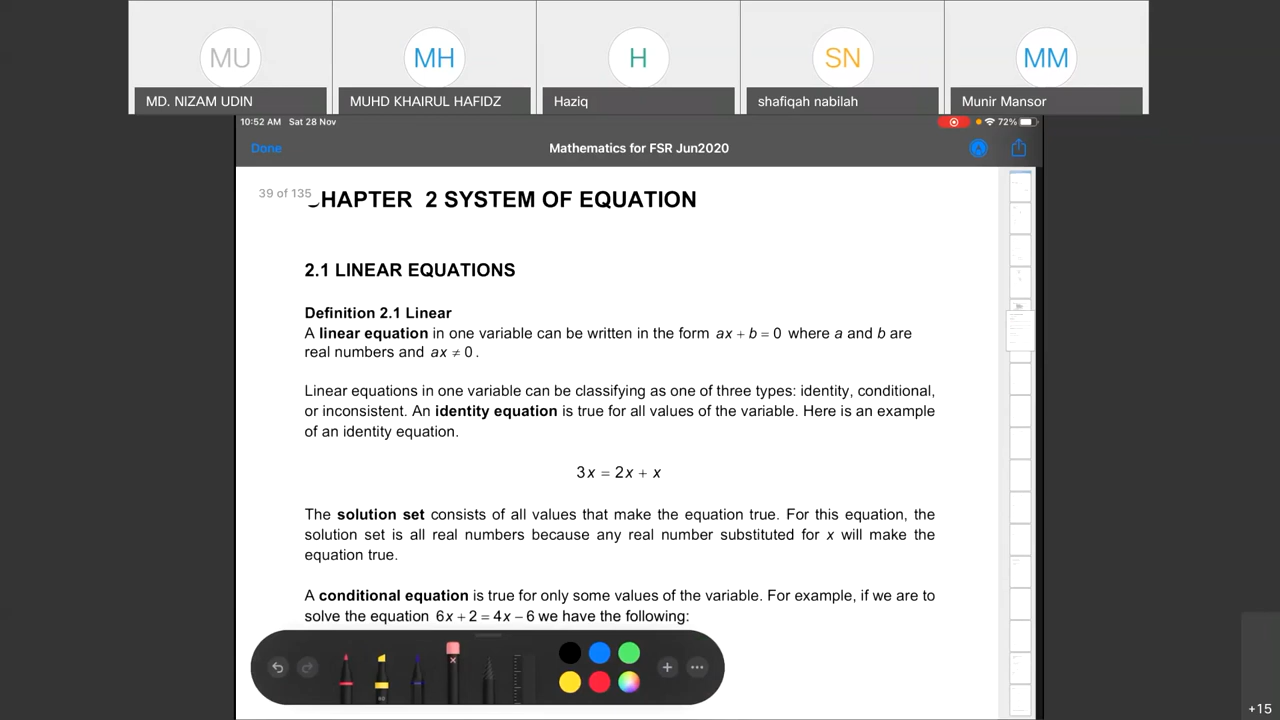 MU
MH
H
SN
MM
MD. NIZAM UDIN
MUHD KHAIRUL HAFIDZ
Haziq
shafiqah nabilah
Munir Mansor
10:52 AM Sat 28 Nov
72%
Done
Mathematics for FSR Jun2020
39 of 135
CHAPTER 2 SYSTEM OF EQUATION
2.1 LINEAR EQUATIONS
Definition 2.1 Linear
A linear equation in one variable can be written in the form ax + b = 0 where a and b are
real numbers and ax ≠ 0.
Linear equations in one variable can be classifying as one of three types: identity, conditional,
or inconsistent. An identity equation is true for all values of the variable. Here is an example
of an identity equation.
3x = 2x + x
The solution set consists of all values that make the equation true. For this equation, the
solution set is all real numbers because any real number substituted for x will make the
equation true.
A conditional equation is true for only some values of the variable. For example, if we are to
solve the equation 6x + 2 = 4x − 6 we have the following:
+15